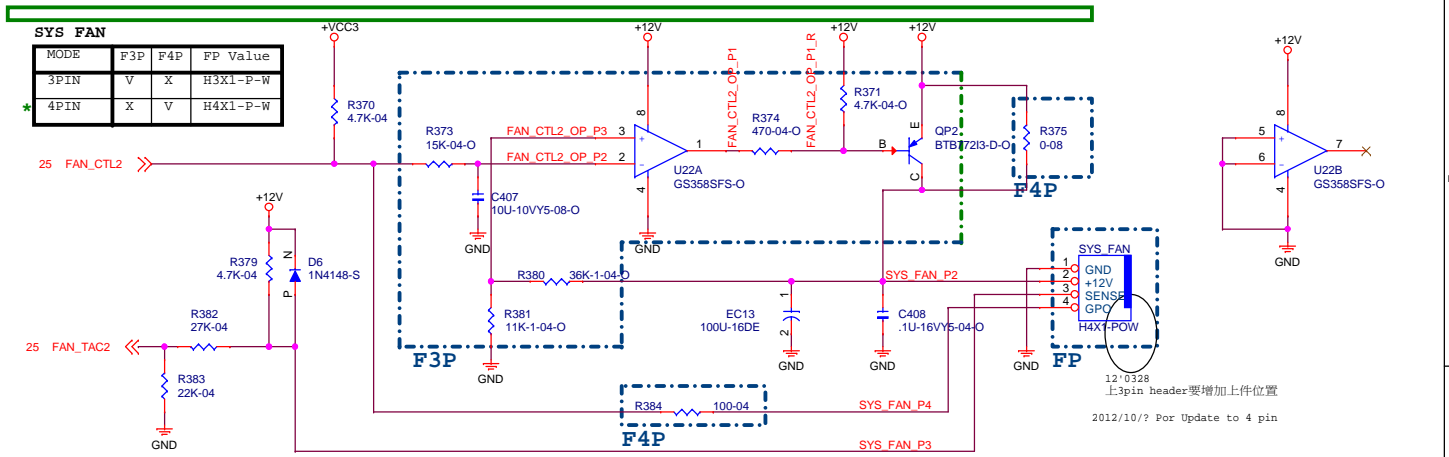 SYS FAN
MODE F3P F4P FP Value
3PIN V X H3X1-P-W
* 4PIN X V H4X1-P-W
+VCC3
+12V
+12V
+12V
+12V
R370
4.7K-04
FAN_CTL2_OP_P1
FAN_CTL2_OP_P1_R
R371
4.7K-04-O
R373
15K-04-O
FAN_CTL2_OP_P3
FAN_CTL2_OP_P2
3
2
8
4
1
+
-
U22A
GS358SFS-O
R374
470-04-O
B
E
C
QP2
BTB772I3-D-O
R375
0-08
F4P
5
6
8
4
7
+
-
U22B
GS358SFS-O
GND
25 FAN_CTL2
C407
10U-10VY5-08-O
GND
GND
+12V
R379
4.7K-04
N
P
D6
1N4148-S
R380 36K-1-04-O
R381
11K-1-04-O
GND
F3P
1
2
EC13
100U-16DE
GND
C408
.1U-16VY5-04-O
GND
SYS_FAN_P2
SYS_FAN
1 GND
2 +12V
3 SENSE
4 GPO
H4X1-POW
GND
FP
R382
27K-04
25 FAN_TAC2
R383
22K-04
GND
R384 100-04
F4P
SYS_FAN_P4
SYS_FAN_P3
12'0328
上3pin header要增加上件位置
2012/10/? Por Update to 4 pin